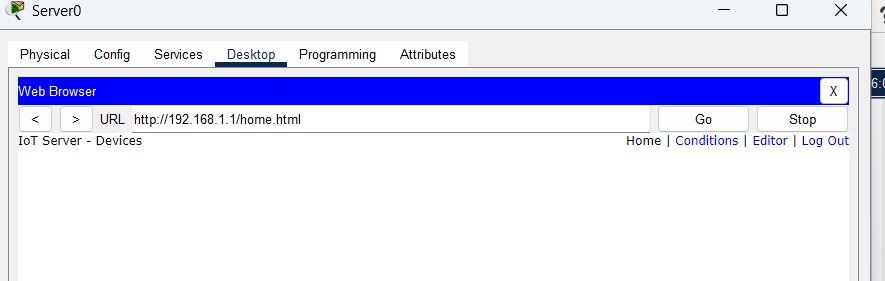 Server0
Physical Config Services Desktop Programming Attributes
Web Browser X
< > URL http://192.168.1.1/home.html Go Stop
IoT Server - Devices Home | Conditions | Editor | Log Out